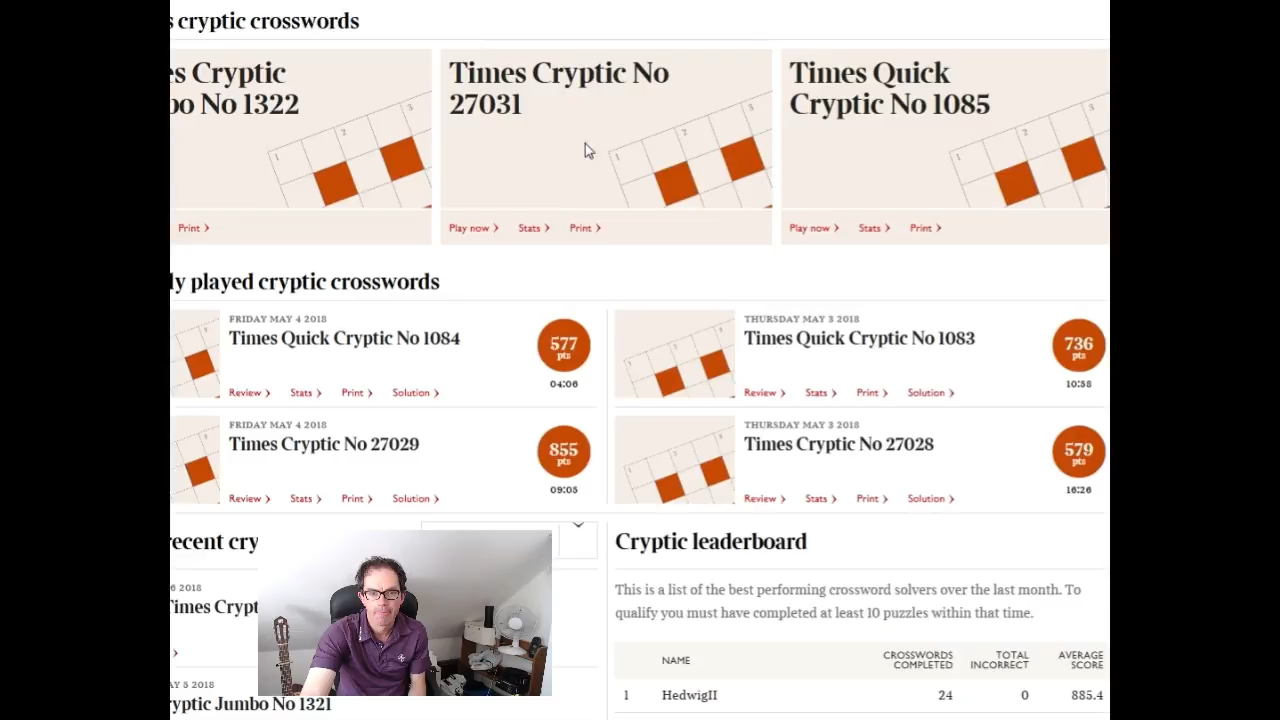 s cryptic crosswords
es Cryptic
bo No 1322
Print
Times Cryptic No
27031
1
2
3
Play now
Stats
Print
Times Quick
Cryptic No 1085
1
2
3
Play now
Stats
Print
ly played cryptic crosswords
FRIDAY MAY 4 2018
Times Quick Cryptic No 1084
577
pts
04:06
Review
Stats
Print
Solution
THURSDAY MAY 3 2018
Times Quick Cryptic No 1083
736
pts
10:38
Review
Stats
Print
Solution
FRIDAY MAY 4 2018
Times Cryptic No 27029
855
pts
09:05
Review
Stats
Print
Solution
THURSDAY MAY 3 2018
Times Cryptic No 27028
579
pts
16:26
Review
Stats
Print
Solution
recent cry
6 2018
Times Crypt
Y 5 2018
ryptic Jumbo No 1321
Cryptic leaderboard
This is a list of the best performing crossword solvers over the last month. To
qualify you must have completed at least 10 puzzles within that time.
NAME
CROSSWORDS
COMPLETED
TOTAL
INCORRECT
AVERAGE
SCORE
1 HedwigII 24 0 885.4